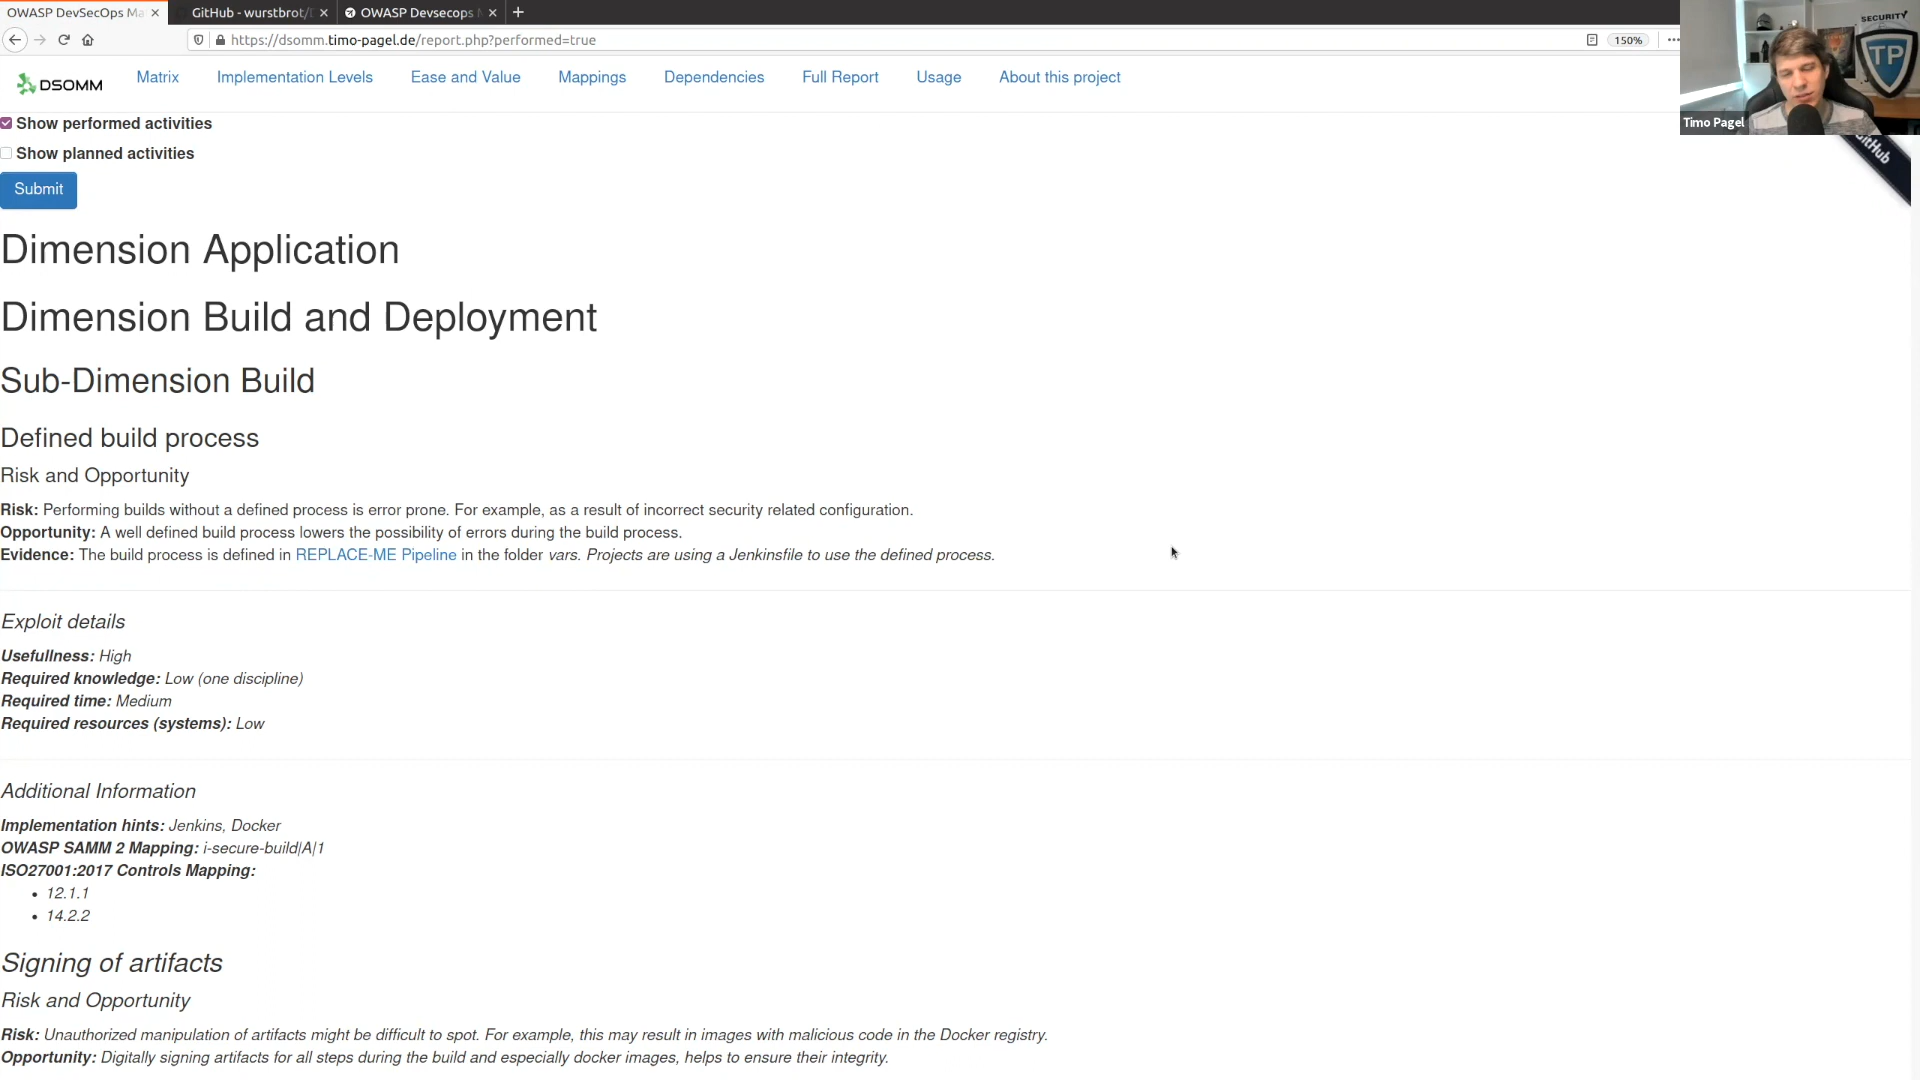 OWASP DevSecOps Ma
GitHub - wurstbrot/
OWASP Devsecops
https://dsomm.timo-pagel.de/report.php?performed=true
150%
DSOMM
Matrix
Implementation Levels
Ease and Value
Mappings
Dependencies
Full Report
Usage
About this project
SECURITY
TP
Timo Pagel
GitHub
Show performed activities
Show planned activities
Submit
Dimension Application
Dimension Build and Deployment
Sub-Dimension Build
Defined build process
Risk and Opportunity
Risk: Performing builds without a defined process is error prone. For example, as a result of incorrect security related configuration.
Opportunity: A well defined build process lowers the possibility of errors during the build process.
Evidence: The build process is defined in REPLACE-ME Pipeline in the folder vars. Projects are using a Jenkinsfile to use the defined process.
Exploit details
Usefullness: High
Required knowledge: Low (one discipline)
Required time: Medium
Required resources (systems): Low
Additional Information
Implementation hints: Jenkins, Docker
OWASP SAMM 2 Mapping: i-secure-build|A|1
ISO27001:2017 Controls Mapping:
• 12.1.1
• 14.2.2
Signing of artifacts
Risk and Opportunity
Risk: Unauthorized manipulation of artifacts might be difficult to spot. For example, this may result in images with malicious code in the Docker registry.
Opportunity: Digitally signing artifacts for all steps during the build and especially docker images, helps to ensure their integrity.